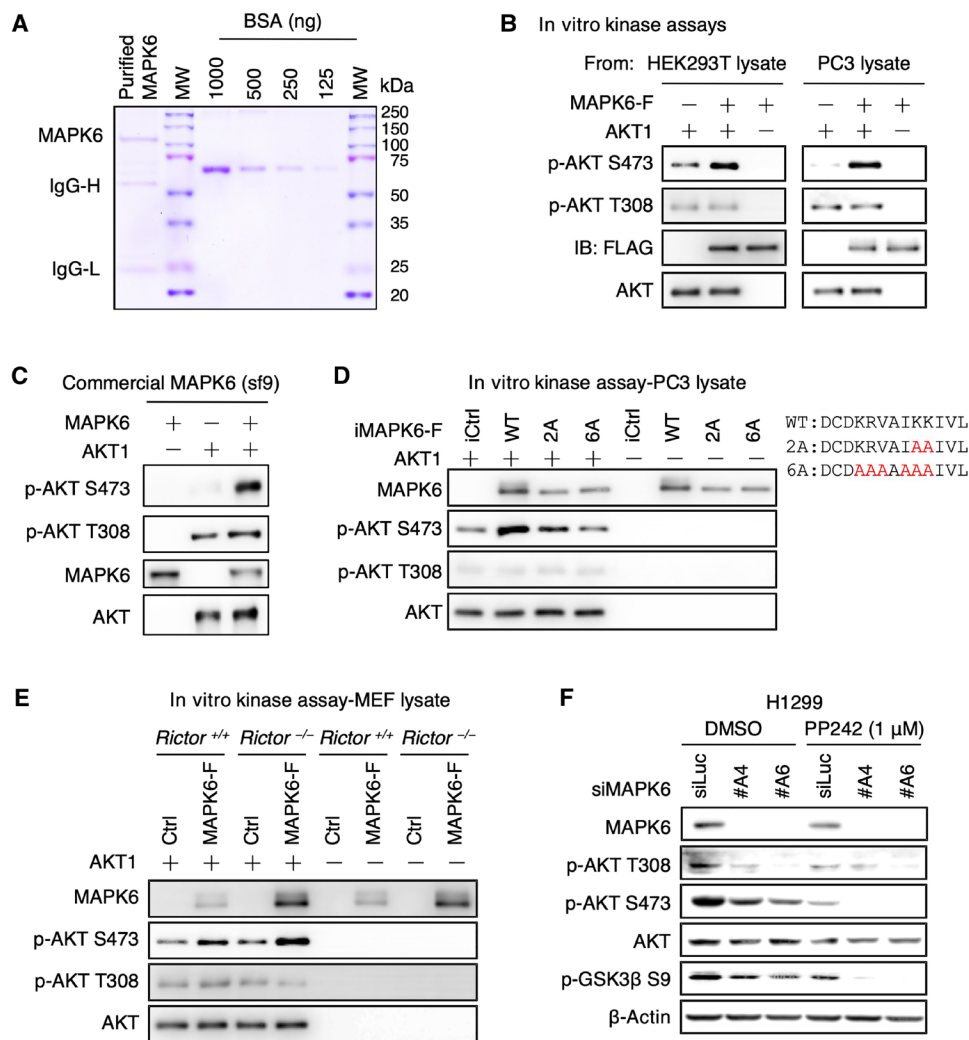 A
BSA (ng)
Purified
MAPK6
MW
1000
500
250
125
MW
kDa
MAPK6
IgG-H
IgG-L
250
150
100
75
50
35
25
20
B In vitro kinase assays
From: HEK293T lysate PC3 lysate
MAPK6-F – + + – + +
AKT1 + + – + + –
p-AKT S473
p-AKT T308
IB: FLAG
AKT
C
Commercial MAPK6 (sf9)
MAPK6 + – +
AKT1 – + +
p-AKT S473
p-AKT T308
MAPK6
AKT
D
In vitro kinase assay-PC3 lysate
iMAPK6-F iCtrl WT 2A 6A iCtrl WT 2A 6A
AKT1 + + + + – – – –
MAPK6
p-AKT S473
p-AKT T308
AKT
WT:DCDKRVAIKKIVL
2A:DCDKRVAIAAIVL
6A:DCDAAAAAAAIVL
E
In vitro kinase assay-MEF lysate
Rictor +/+ Rictor –/– Rictor +/+ Rictor –/–
Ctrl MAPK6-F Ctrl MAPK6-F Ctrl MAPK6-F Ctrl MAPK6-F
AKT1 + + + + – – – –
MAPK6
p-AKT S473
p-AKT T308
AKT
F
H1299
DMSO PP242 (1 μM)
siMAPK6 siLuc #A4 #A6 siLuc #A4 #A6
MAPK6
p-AKT T308
p-AKT S473
AKT
p-GSK3β S9
β-Actin